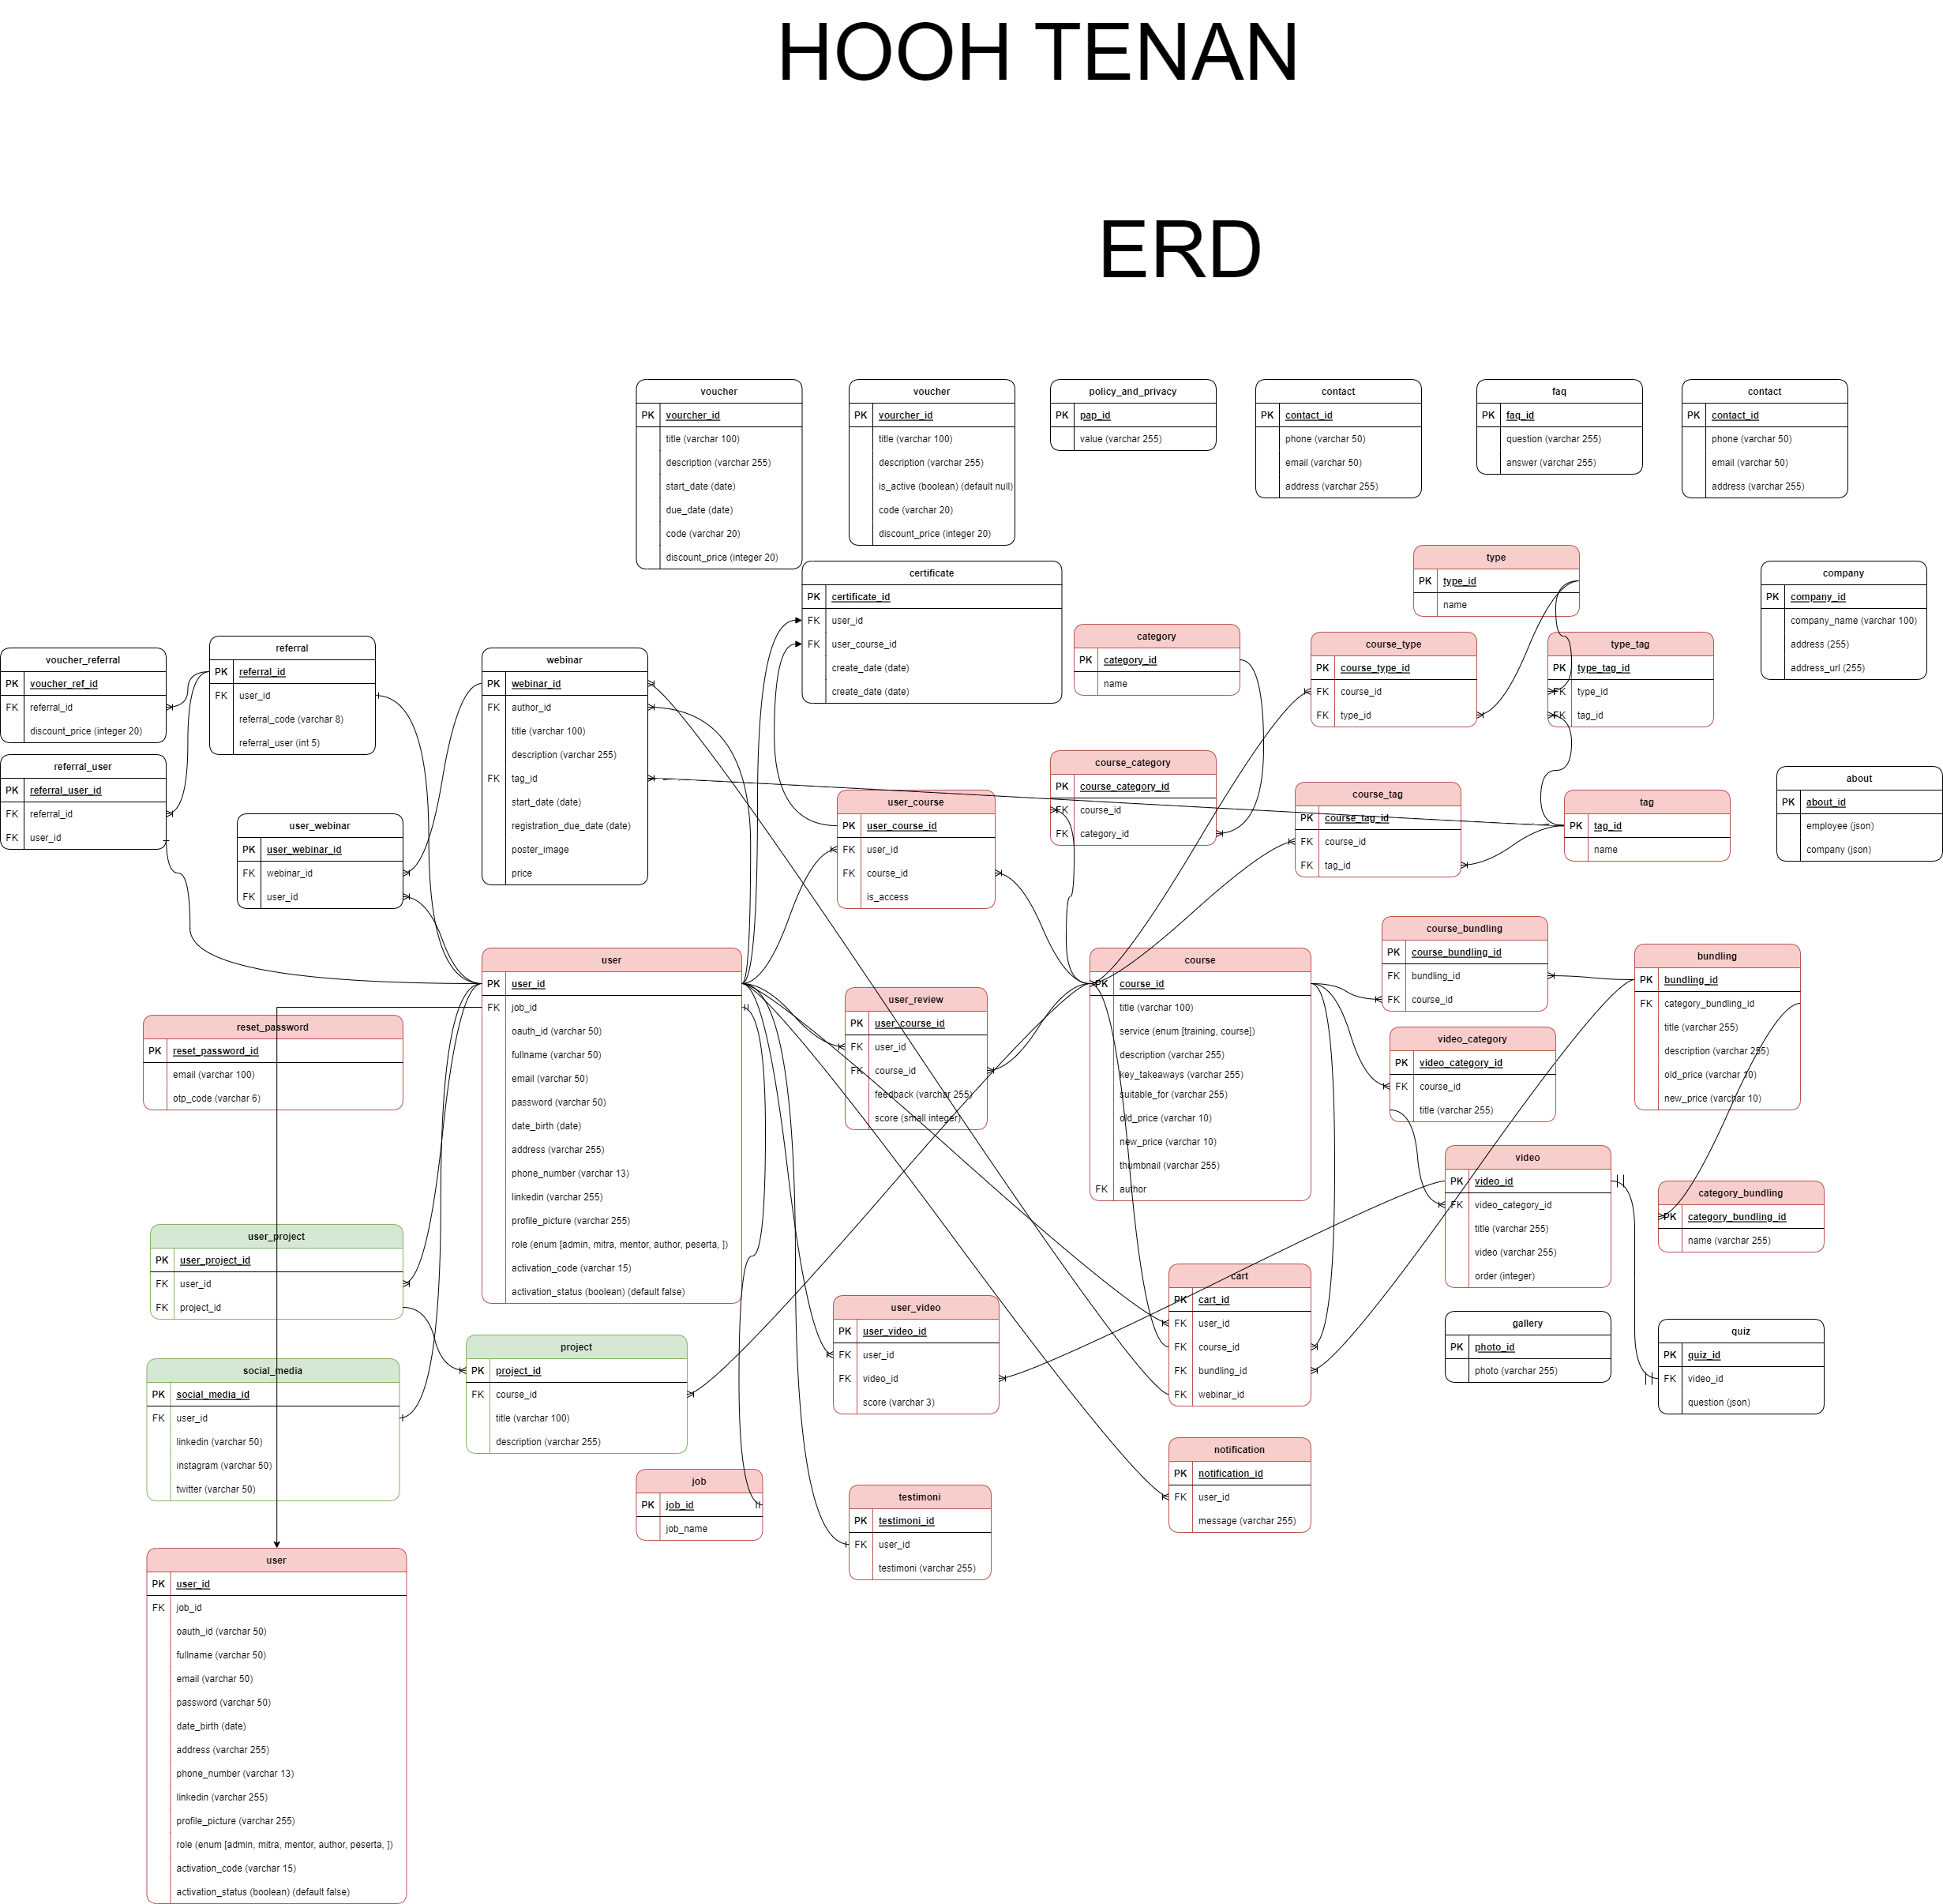 HOOH TENAN
ERD
voucher
PK vourcher_id
title (varchar 100)
description (varchar 255)
start_date (date)
due_date (date)
code (varchar 20)
discount_price (integer 20)
voucher
PK vourcher_id
title (varchar 100)
description (varchar 255)
is_active (boolean) (default null)
code (varchar 20)
discount_price (integer 20)
policy_and_privacy
PK pap_id
value (varchar 255)
contact
PK contact_id
phone (varchar 50)
email (varchar 50)
address (varchar 255)
faq
PK faq_id
question (varchar 255)
answer (varchar 255)
contact
PK contact_id
phone (varchar 50)
email (varchar 50)
address (varchar 255)
type
PK type_id
name
certificate
PK certificate_id
FK user_id
FK user_course_id
create_date (date)
create_date (date)
company
PK company_id
company_name (varchar 100)
address (255)
address_url (255)
category
PK category_id
name
course_type
PK course_type_id
FK course_id
FK type_id
type_tag
PK type_tag_id
FK type_id
FK tag_id
voucher_referral
PK voucher_ref_id
FK referral_id
discount_price (integer 20)
referral
PK referral_id
FK user_id
referral_code (varchar 8)
referral_user (int 5)
webinar
PK webinar_id
FK author_id
title (varchar 100)
description (varchar 255)
FK tag_id
start_date (date)
registration_due_date (date)
poster_image
price
referral_user
PK referral_user_id
FK referral_id
FK user_id
user_webinar
PK user_webinar_id
FK webinar_id
FK user_id
user_course
PK user_course_id
FK user_id
FK course_id
is_access
course_category
PK course_category_id
FK course_id
FK category_id
course_tag
PK course_tag_id
FK course_id
FK tag_id
tag
PK tag_id
name
about
PK about_id
employee (json)
company (json)
user
PK user_id
FK job_id
oauth_id (varchar 50)
fullname (varchar 50)
email (varchar 50)
password (varchar 50)
date_birth (date)
address (varchar 255)
phone_number (varchar 13)
linkedin (varchar 255)
profile_picture (varchar 255)
role (enum [admin, mitra, mentor, author, peserta, ])
activation_code (varchar 15)
activation_status (boolean) (default false)
user_review
PK user_course_id
FK user_id
FK course_id
feedback (varchar 255)
score (small integer)
course
PK course_id
title (varchar 100)
service (enum [training, course])
description (varchar 255)
key_takeaways (varchar 255)
suitable_for (varchar 255)
old_price (varchar 10)
new_price (varchar 10)
thumbnail (varchar 255)
FK author
course_bundling
PK course_bundling_id
FK bundling_id
FK course_id
bundling
PK bundling_id
FK category_bundling_id
title (varchar 255)
description (varchar 255)
old_price (varchar 10)
new_price (varchar 10)
reset_password
PK reset_password_id
email (varchar 100)
otp_code (varchar 6)
video_category
PK video_category_id
FK course_id
title (varchar 255)
video
PK video_id
FK video_category_id
title (varchar 255)
video (varchar 255)
order (integer)
category_bundling
PK category_bundling_id
name (varchar 255)
user_project
PK user_project_id
FK user_id
FK project_id
cart
PK cart_id
FK user_id
FK course_id
FK bundling_id
FK webinar_id
user_video
PK user_video_id
FK user_id
FK video_id
score (varchar 3)
gallery
PK photo_id
photo (varchar 255)
quiz
PK quiz_id
FK video_id
question (json)
project
PK project_id
FK course_id
title (varchar 100)
description (varchar 255)
social_media
PK social_media_id
FK user_id
linkedin (varchar 50)
instagram (varchar 50)
twitter (varchar 50)
notification
PK notification_id
FK user_id
message (varchar 255)
job
PK job_id
job_name
testimoni
PK testimoni_id
FK user_id
testimoni (varchar 255)
user
PK user_id
FK job_id
oauth_id (varchar 50)
fullname (varchar 50)
email (varchar 50)
password (varchar 50)
date_birth (date)
address (varchar 255)
phone_number (varchar 13)
linkedin (varchar 255)
profile_picture (varchar 255)
role (enum [admin, mitra, mentor, author, peserta, ])
activation_code (varchar 15)
activation_status (boolean) (default false)